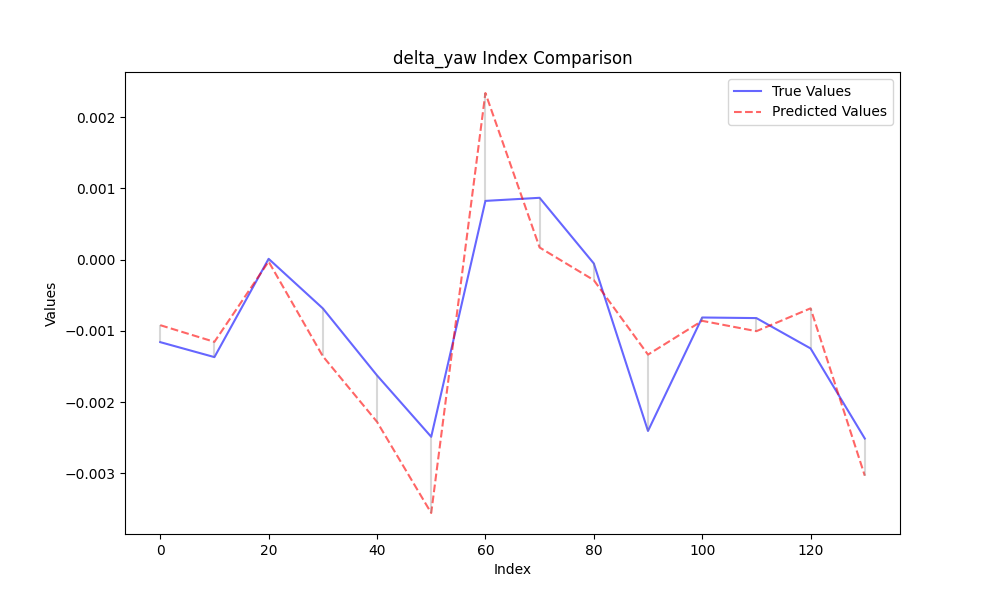 delta_yaw Index Comparison
True Values
Predicted Values
0.002
0.001
0.000
−0.001
−0.002
−0.003
Values
0 20 40 60 80 100 120
Index